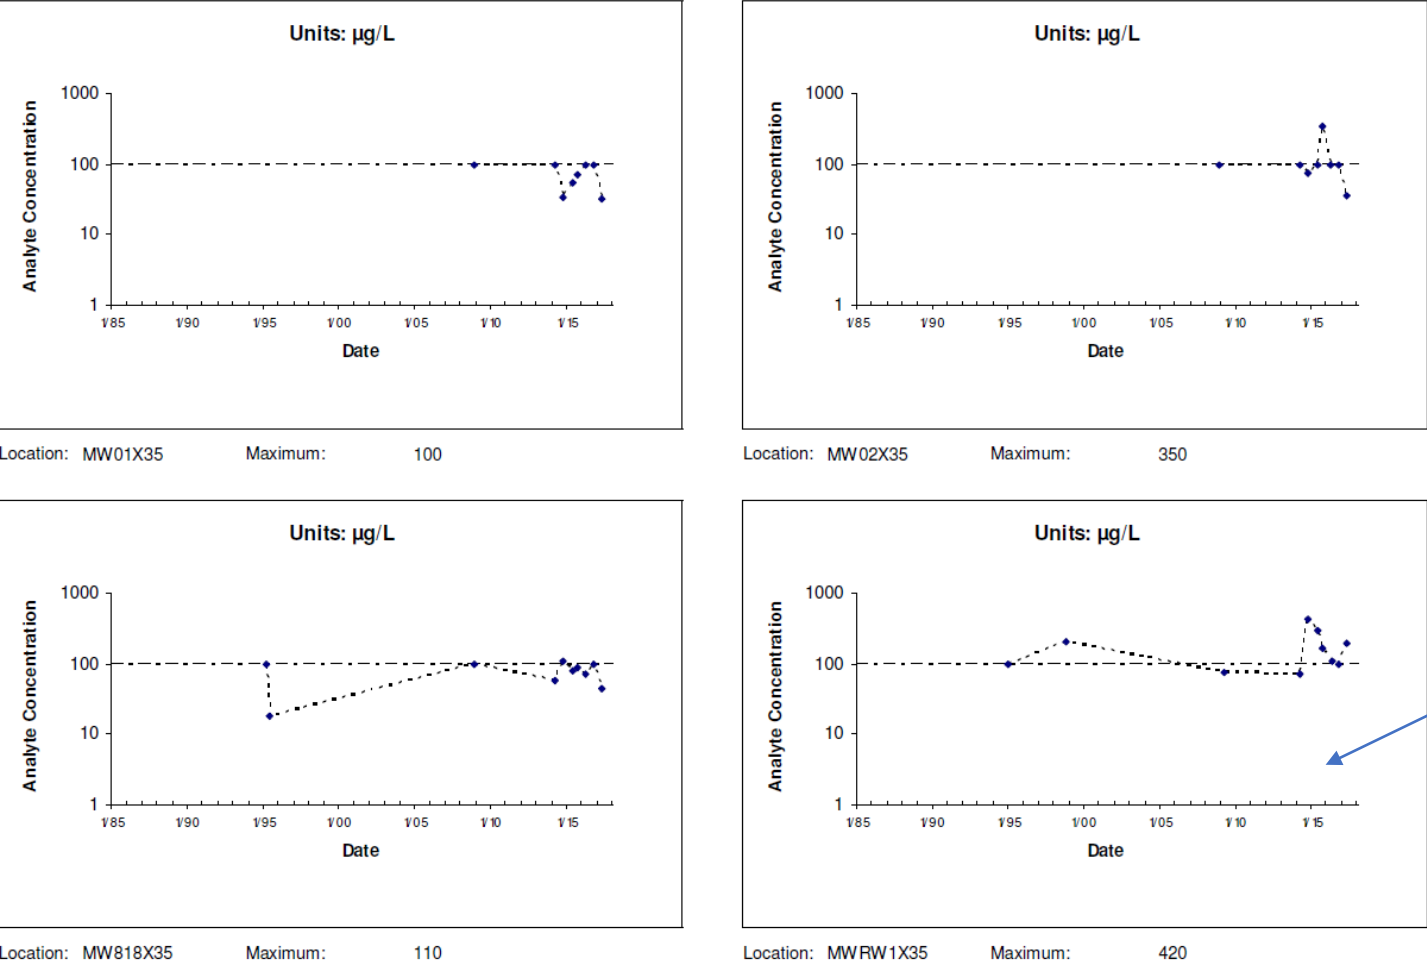 Units: µg/L
1000
100
10
1
Analyte Concentration
1/85 1/90 1/95 1/00 1/05 1/10 1/15
Date
Location: MW01X35 Maximum: 100
Units: µg/L
1000
100
10
1
Analyte Concentration
1/85 1/90 1/95 1/00 1/05 1/10 1/15
Date
Location: MW02X35 Maximum: 350
Units: µg/L
1000
100
10
1
Analyte Concentration
1/85 1/90 1/95 1/00 1/05 1/10 1/15
Date
Location: MW818X35 Maximum: 110
Units: µg/L
1000
100
10
1
Analyte Concentration
1/85 1/90 1/95 1/00 1/05 1/10 1/15
Date
Location: MWRW1X35 Maximum: 420